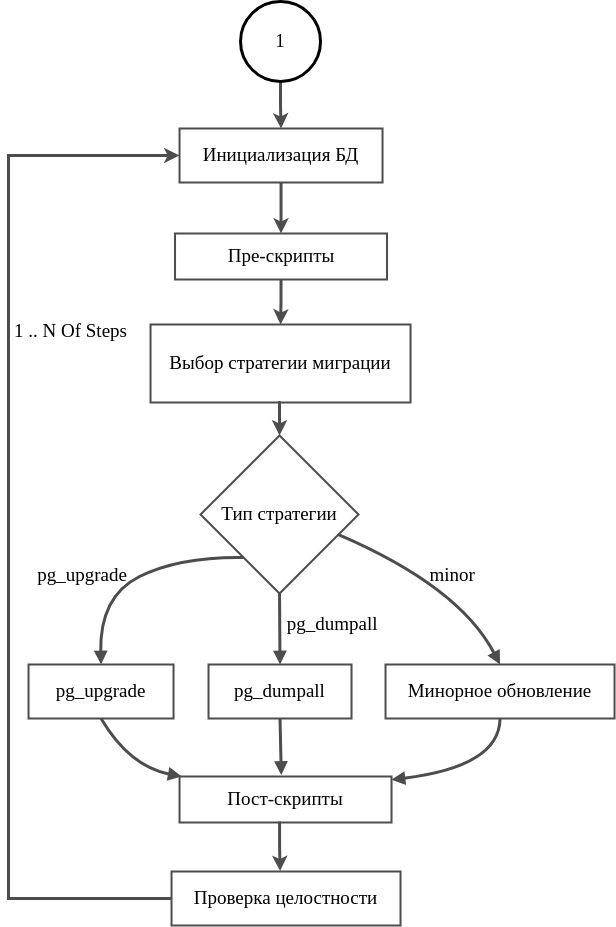 1
Инициализация БД
Пре-скрипты
1 .. N Of Steps
Выбор стратегии миграции
Тип стратегии
pg_upgrade
minor
pg_dumpall
pg_upgrade
pg_dumpall
Минорное обновление
Пост-скрипты
Проверка целостности